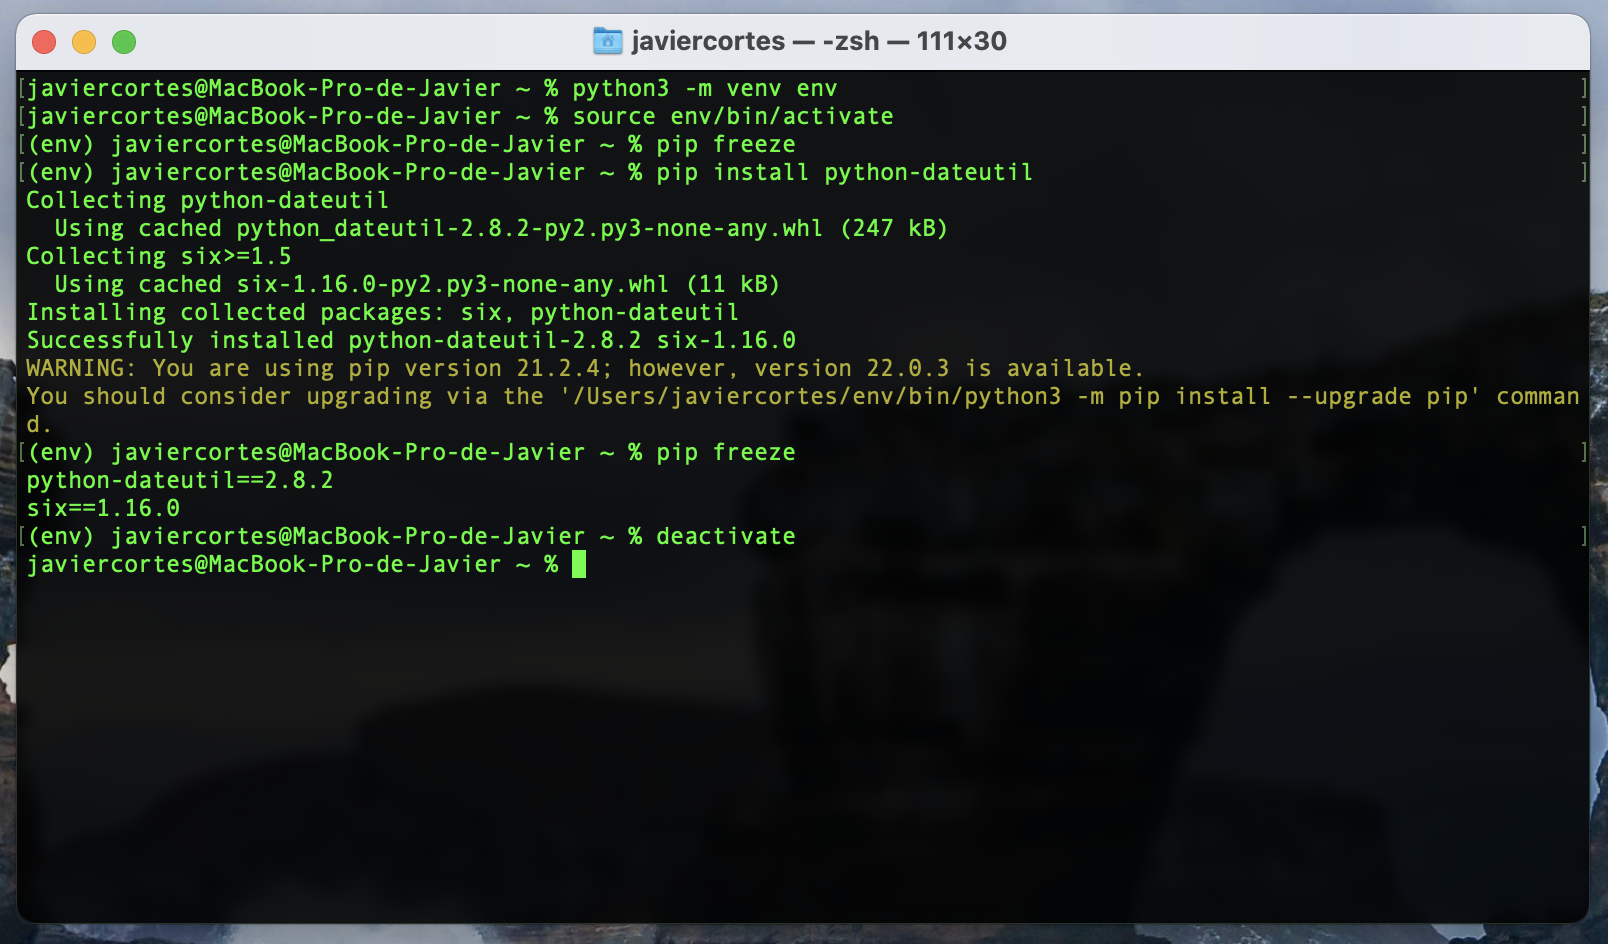 javiercortes — -zsh — 111×30
[javiercortes@MacBook-Pro-de-Javier ~ % python3 -m venv env ]
[javiercortes@MacBook-Pro-de-Javier ~ % source env/bin/activate ]
[(env) javiercortes@MacBook-Pro-de-Javier ~ % pip freeze ]
[(env) javiercortes@MacBook-Pro-de-Javier ~ % pip install python-dateutil ]
Collecting python-dateutil
  Using cached python_dateutil-2.8.2-py2.py3-none-any.whl (247 kB)
Collecting six>=1.5
  Using cached six-1.16.0-py2.py3-none-any.whl (11 kB)
Installing collected packages: six, python-dateutil
Successfully installed python-dateutil-2.8.2 six-1.16.0
WARNING: You are using pip version 21.2.4; however, version 22.0.3 is available.
You should consider upgrading via the '/Users/javiercortes/env/bin/python3 -m pip install --upgrade pip' comman
d.
[(env) javiercortes@MacBook-Pro-de-Javier ~ % pip freeze ]
python-dateutil==2.8.2
six==1.16.0
[(env) javiercortes@MacBook-Pro-de-Javier ~ % deactivate ]
javiercortes@MacBook-Pro-de-Javier ~ %